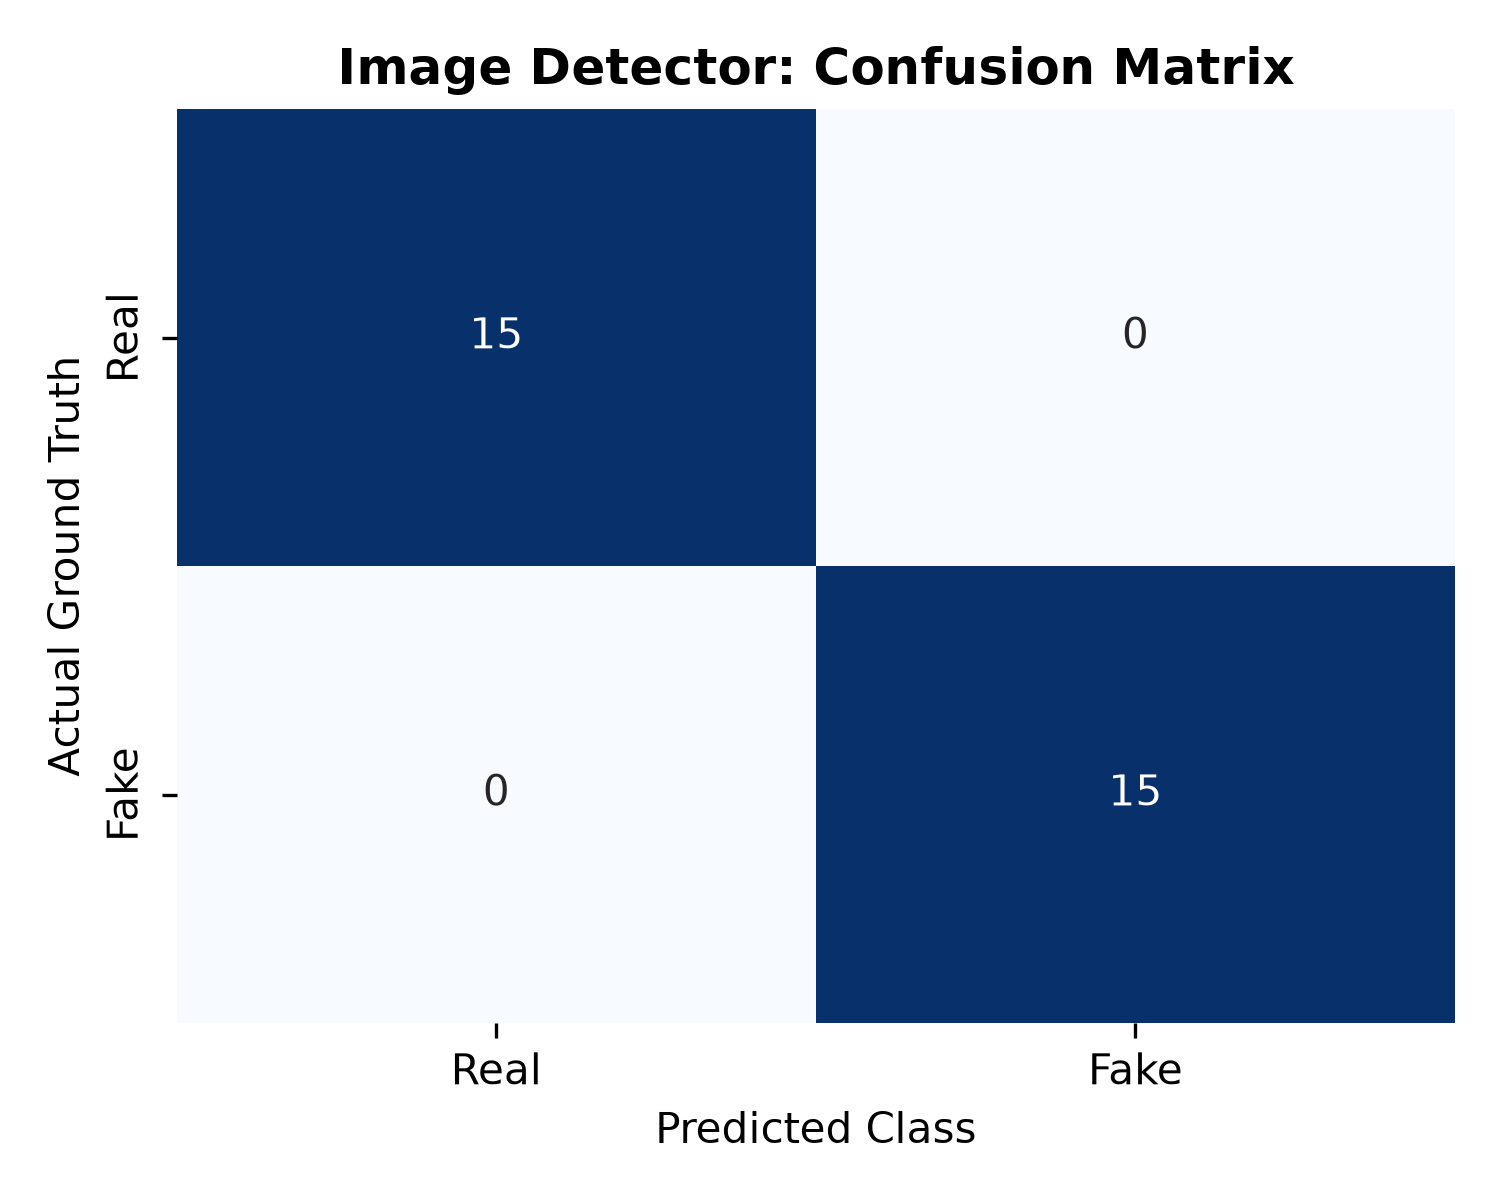 Image Detector: Confusion Matrix
Actual Ground Truth
Real
15
0
Fake
0
15
Real
Fake
Predicted Class